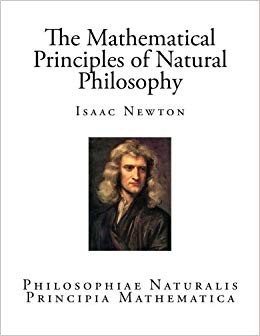 The Mathematical
Principles of Natural
Philosophy
Isaac Newton
Philosophiae Naturalis
Principia Mathematica